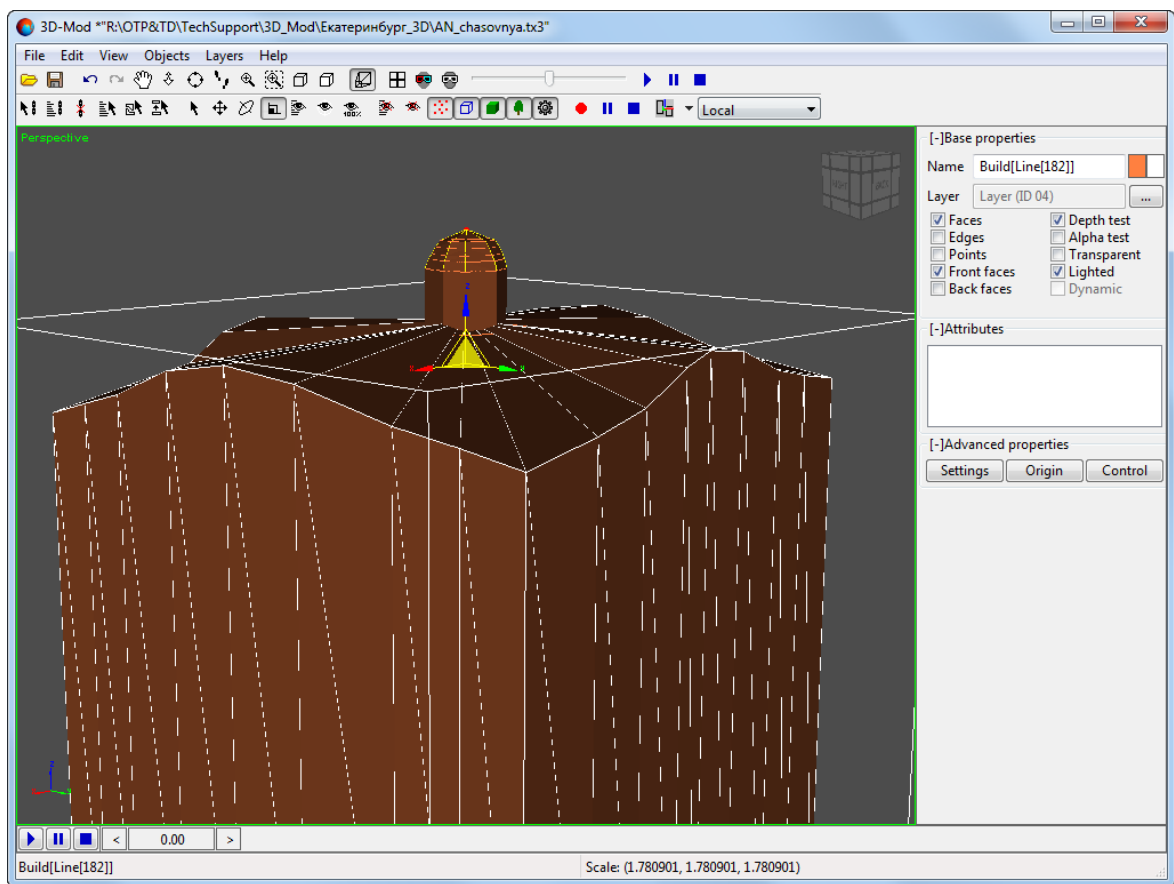 3D-Mod *"R:\OTP&TD\TechSupport\3D_Mod\Екатеринбург_3D\AN_chasovnya.tx3"
File Edit View Objects Layers Help
100%
Local
Perspective
[-]Base properties
Name Build[Line[182]]
Layer Layer (ID 04) ...
Faces Depth test
Edges Alpha test
Points Transparent
Front faces Lighted
Back faces Dynamic
[-]Attributes
[-]Advanced properties
Settings Origin Control
z
x
z
< 0.00 >
Build[Line[182]] Scale: (1.780901, 1.780901, 1.780901)